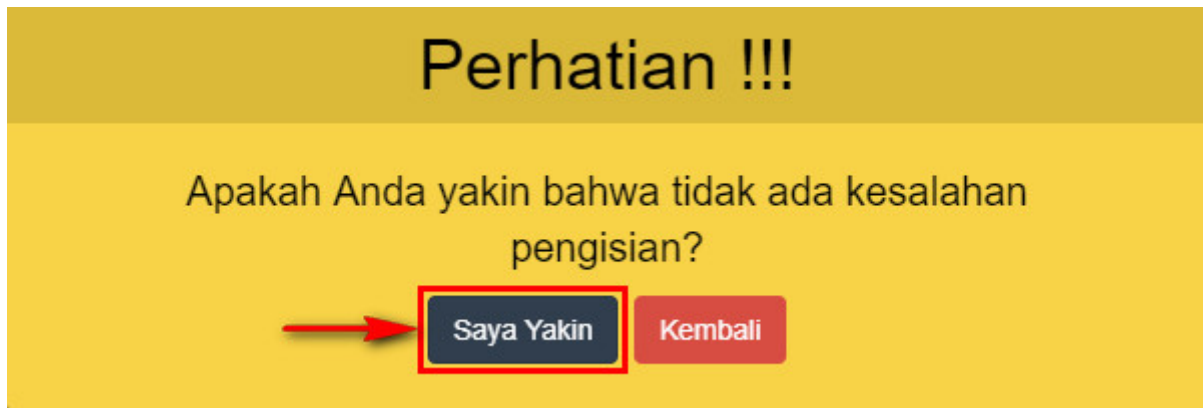 Perhatian !!!
Apakah Anda yakin bahwa tidak ada kesalahan
pengisian?
Saya Yakin
Kembali